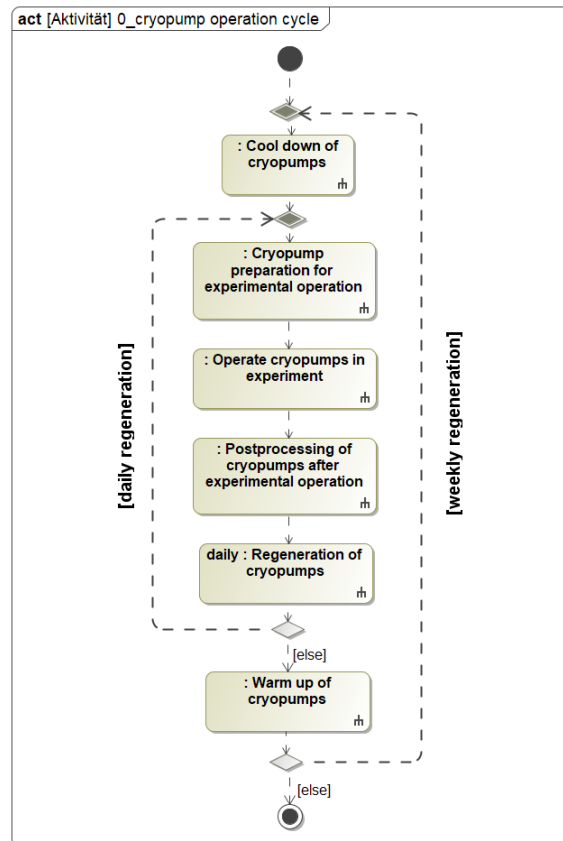 act [Aktivität] 0_cryopump operation cycle
: Cool down of
cryopumps
: Cryopump
preparation for
experimental operation
: Operate cryopumps in
experiment
: Postprocessing of
cryopumps after
experimental operation
daily : Regeneration of
cryopumps
[daily regeneration]
[weekly regeneration]
[else]
: Warm up of
cryopumps
[else]